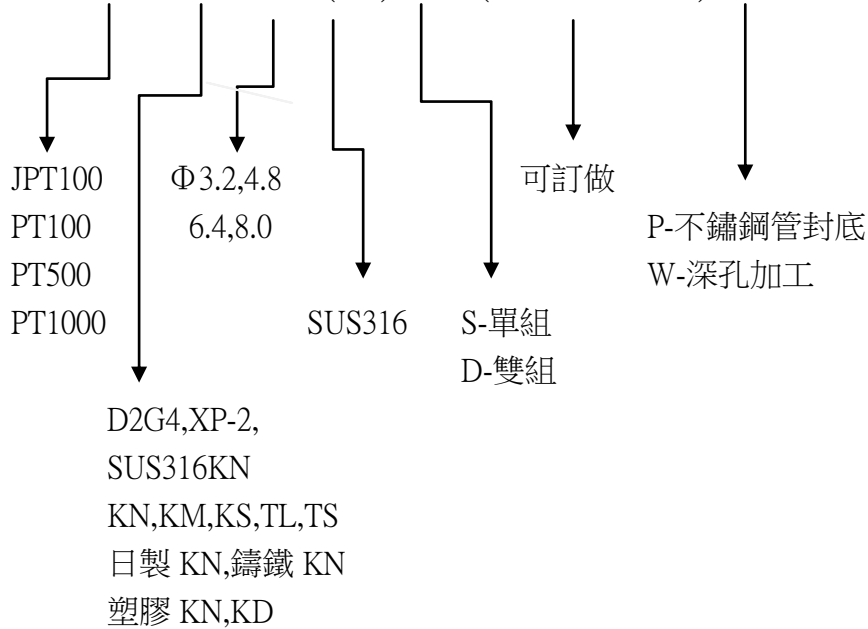 JPT100
PT100
PT500
PT1000
Φ3.2,4.8
6.4,8.0
可訂做
P-不鏽鋼管封底
W-深孔加工
SUS316
S-單組
D-雙組
D2G4,XP-2,
SUS316KN
KN,KM,KS,TL,TS
日製 KN,鑄鐵 KN
塑膠 KN,KD